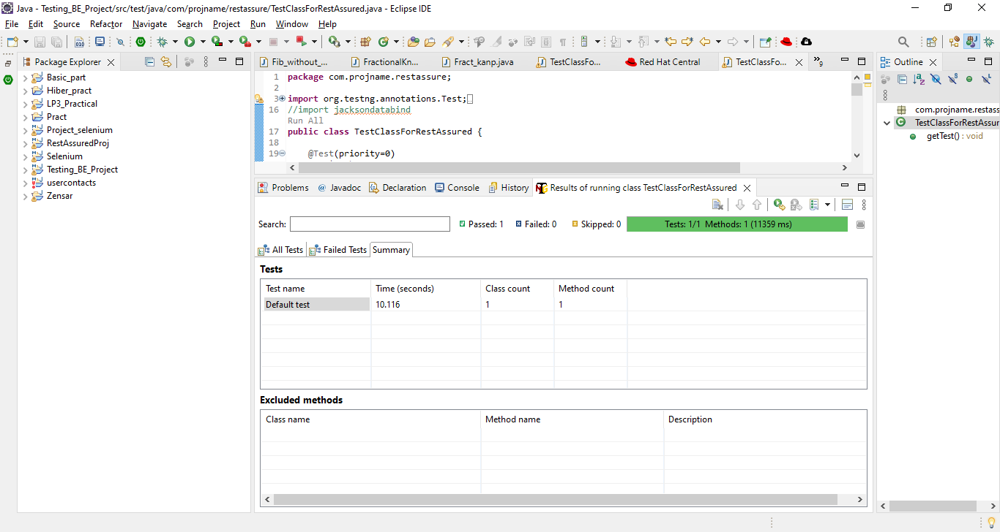 Java - Testing_BE_Project/src/test/java/com/projname/restassure/TestClassForRestAssured.java - Eclipse IDE
File Edit Source Refactor Navigate Search Project Run Window Help
Package Explorer
Basic_part
Hiber_pract
LP3_Practical
Pract
Project_selenium
RestAssuredProj
Selenium
Testing_BE_Project
usercontacts
Zensar
Fib_without_... FractionalKn... Fract_kanp.java TestClassFo... Red Hat Central TestClassFo... »9
1 package com.projname.restassure;
2
3 import org.testng.annotations.Test;
16 //import jacksondatabind
Run All
17 public class TestClassForRestAssured {
18
19 @Test(priority=0)
Problems @ Javadoc Declaration Console History Results of running class TestClassForRestAssured
Search: Passed: 1 Failed: 0 Skipped: 0 Tests: 1/1 Methods: 1 (11359 ms)
All Tests Failed Tests Summary
Tests
Test name Time (seconds) Class count Method count
Default test 10.116 1 1
Excluded methods
Class name Method name Description
Outline
com.projname.restass
TestClassForRestAssur
getTest() : void